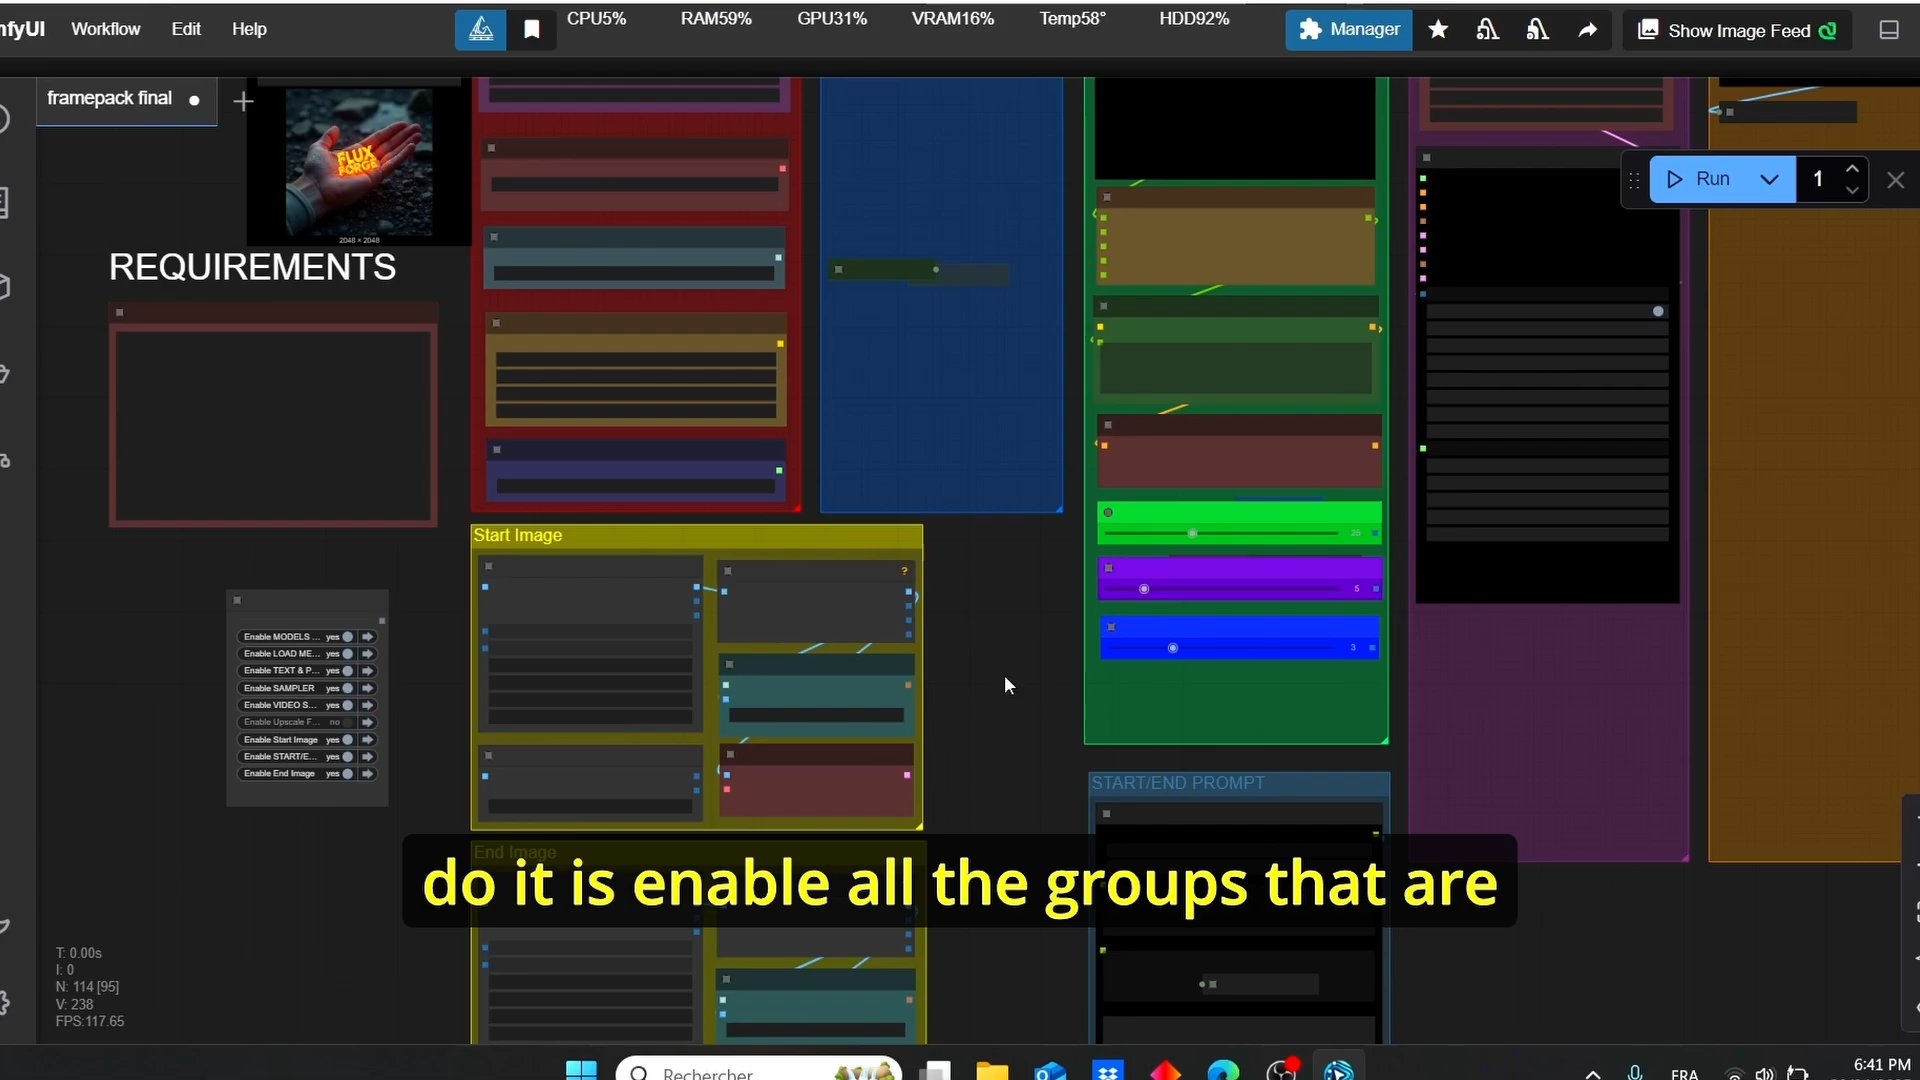 nfyUI Workflow Edit Help CPU5% RAM59% GPU31% VRAM16% Temp58° HDD92% Manager Show Image Feed
framepack final
FLUX
FORGE
2048 × 2048
Run 1
REQUIREMENTS
Start Image
?
25
5
3
Enable MODELS ... yes
Enable LOAD ME... yes
Enable TEXT & P... yes
Enable SAMPLER yes
Enable VIDEO S... yes
Enable Upscale F... no
Enable Start Image yes
Enable START/E... yes
Enable End Image yes
START/END PROMPT
End Image
do it is enable all the groups that are
T: 0.00s
I: 0
N: 114 [95]
V: 238
FPS:117.65
Rechercher
FRA
6:41 PM